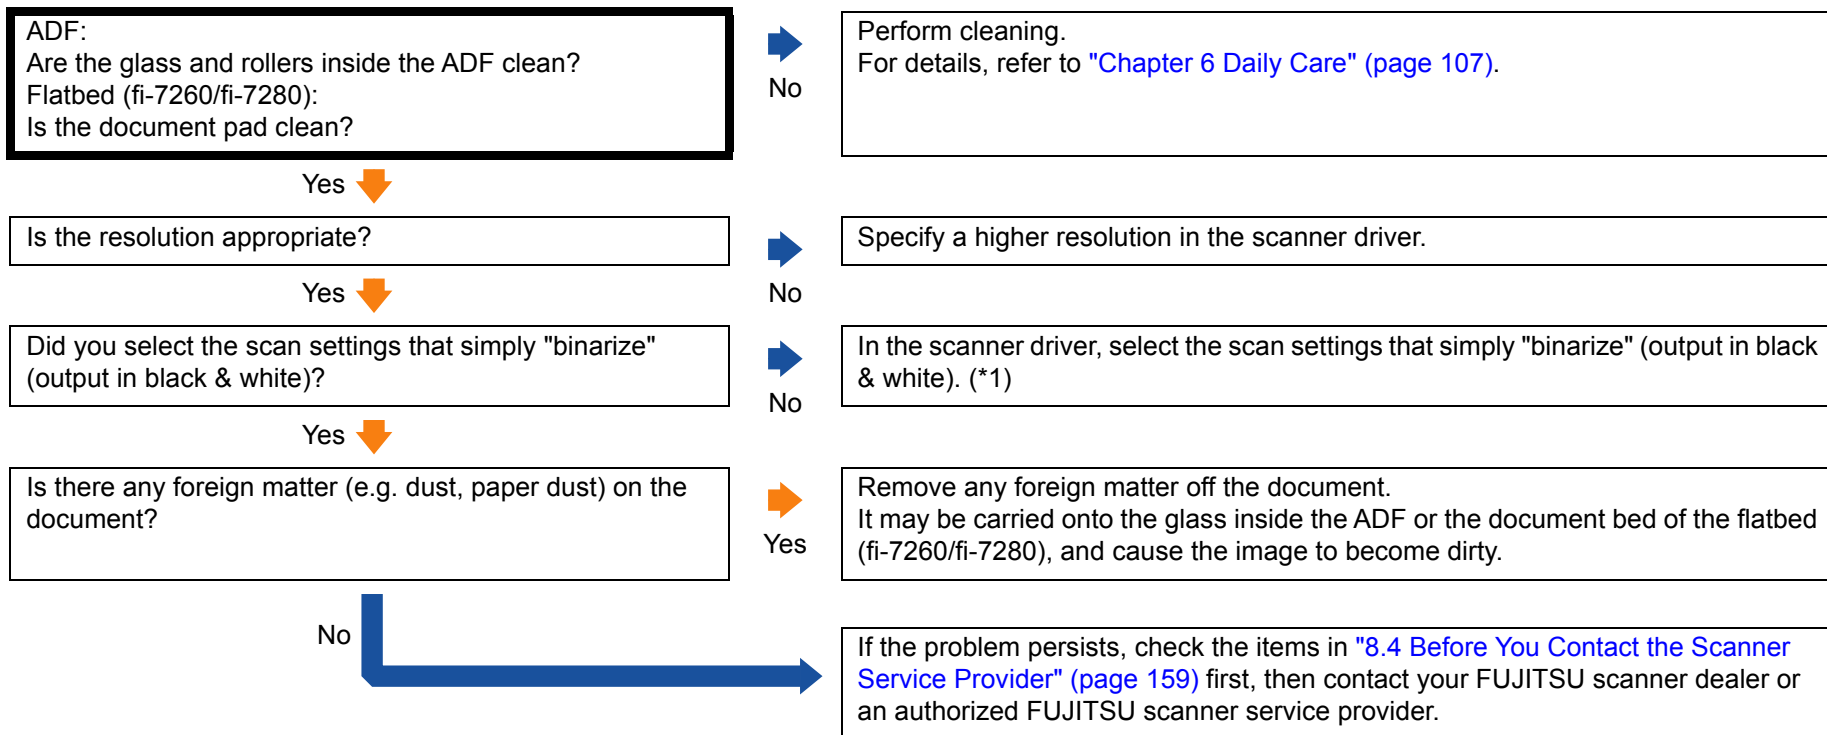 ADF:
Are the glass and rollers inside the ADF clean?
Flatbed (fi-7260/fi-7280):
Is the document pad clean?
No
Perform cleaning.
For details, refer to "Chapter 6 Daily Care" (page 107).
Yes
Is the resolution appropriate?
No
Specify a higher resolution in the scanner driver.
Yes
Did you select the scan settings that simply "binarize"
(output in black & white)?
No
In the scanner driver, select the scan settings that simply "binarize" (output in black
& white). (*1)
Yes
Is there any foreign matter (e.g. dust, paper dust) on the
document?
Yes
Remove any foreign matter off the document.
It may be carried onto the glass inside the ADF or the document bed of the flatbed
(fi-7260/fi-7280), and cause the image to become dirty.
No
If the problem persists, check the items in "8.4 Before You Contact the Scanner
Service Provider" (page 159) first, then contact your FUJITSU scanner dealer or
an authorized FUJITSU scanner service provider.